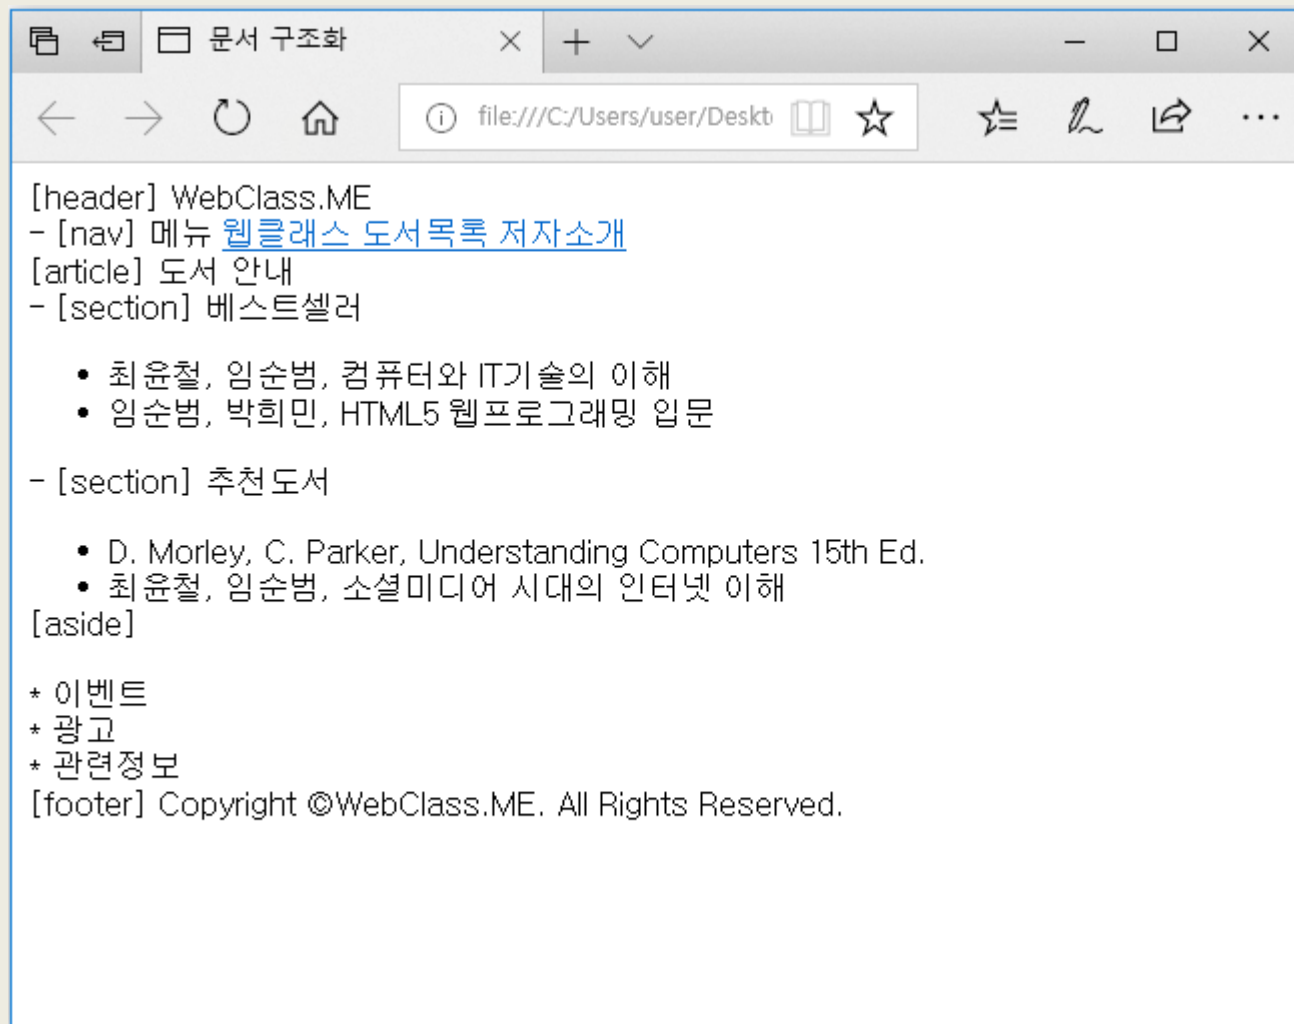 문서 구조화
file:///C:/Users/user/Deskt
[header] WebClass.ME
- [nav] 메뉴 웹클래스 도서목록 저자소개
[article] 도서 안내
- [section] 베스트셀러
• 최윤철, 임순범, 컴퓨터와 IT기술의 이해
• 임순범, 박희민, HTML5 웹프로그래밍 입문
- [section] 추천도서
• D. Morley, C. Parker, Understanding Computers 15th Ed.
• 최윤철, 임순범, 소셜미디어 시대의 인터넷 이해
[aside]
* 이벤트
* 광고
* 관련정보
[footer] Copyright ©WebClass.ME. All Rights Reserved.